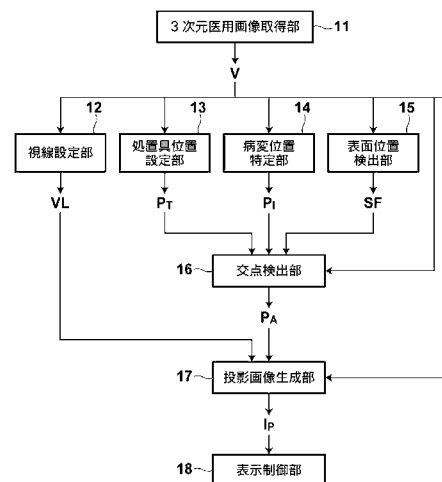 3次元医用画像取得部 11
V
12 13 14 15
視線設定部 処置具位置設定部 病変位置特定部 表面位置検出部
VL PT PI SF
16 交点検出部
PA
17 投影画像生成部
IP
18 表示制御部